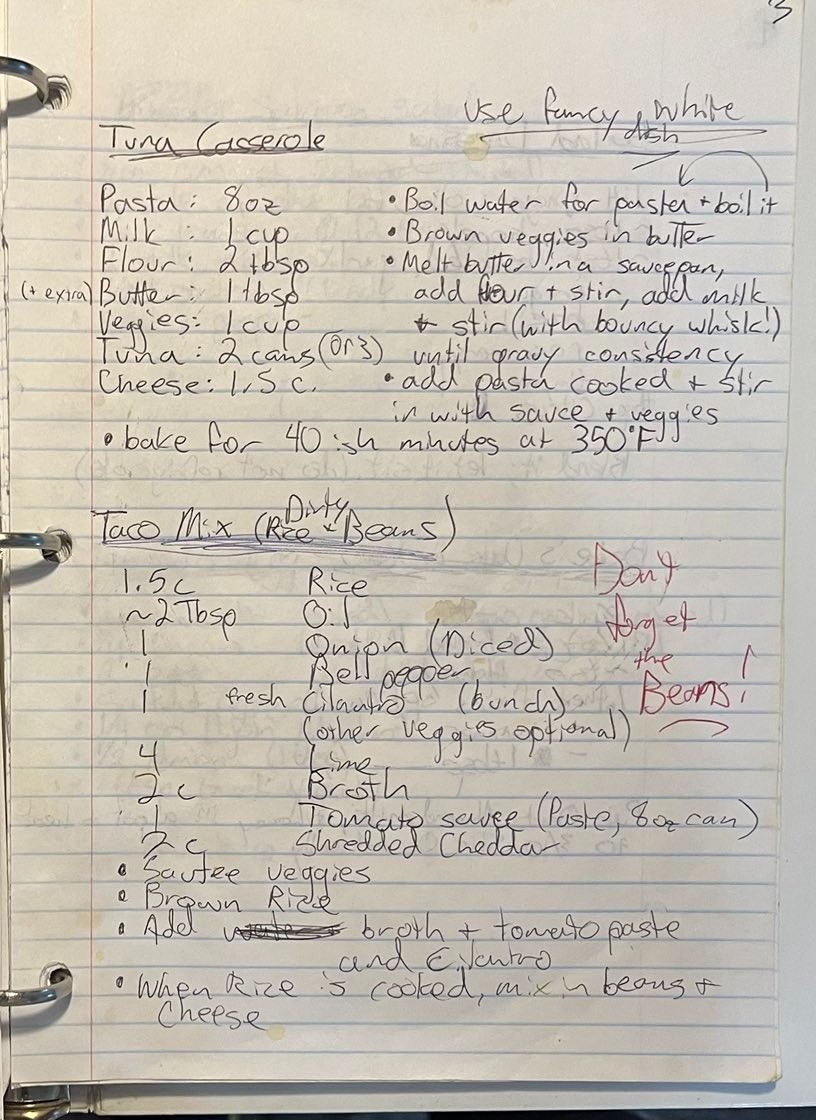 3
Use fancy white
dish
Tuna Casserole
Pasta: 8oz
Milk : 1 cup
Flour: 2 tbsp
(+ extra) Butter: 1 tbsp
Veggies: 1 cup
Tuna: 2 cans (Or 3)
Cheese: 1.5 c.
• Boil water for pasta + boil it
• Brown veggies in butter
• Melt butter in a saucepan,
add flour + stir, add milk
+ stir (with bouncy whisk!)
until gravy consistency
• add pasta cooked + stir
in with sauce + veggies
• bake for 40 ish minutes at 350°F
Taco Mix (Dirty Rice + Beans)
1.5 c Rice
~2 Tbsp Oil
1 Onion (Diced)
1 Bell pepper
1 fresh Cilantro (bunch)
(other veggies optional)
4 Lime
2 c Broth
1 Tomato sauce (Paste, 8oz can)
2 c Shredded Cheddar
Don't
forget
the
Beans!
• Sautee veggies
• Brown Rice
• Add broth + tomato paste
and Cilantro
• When Rice is cooked, mix in beans +
Cheese